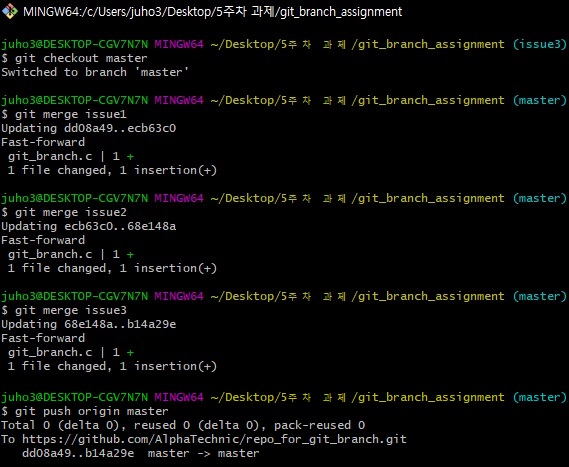 MINGW64:/c/Users/juho3/Desktop/5주차 과제/git_branch_assignment
juho3@DESKTOP-CGV7N7N MINGW64 ~/Desktop/5주차 과제/git_branch_assignment (issue3)
$ git checkout master
Switched to branch 'master'
juho3@DESKTOP-CGV7N7N MINGW64 ~/Desktop/5주차 과제/git_branch_assignment (master)
$ git merge issue1
Updating dd08a49..ecb63c0
Fast-forward
git_branch.c | 1 +
1 file changed, 1 insertion(+)
juho3@DESKTOP-CGV7N7N MINGW64 ~/Desktop/5주차 과제/git_branch_assignment (master)
$ git merge issue2
Updating ecb63c0..68e148a
Fast-forward
git_branch.c | 1 +
1 file changed, 1 insertion(+)
juho3@DESKTOP-CGV7N7N MINGW64 ~/Desktop/5주차 과제/git_branch_assignment (master)
$ git merge issue3
Updating 68e148a..b14a29e
Fast-forward
git_branch.c | 1 +
1 file changed, 1 insertion(+)
juho3@DESKTOP-CGV7N7N MINGW64 ~/Desktop/5주차 과제/git_branch_assignment (master)
$ git push origin master
Total 0 (delta 0), reused 0 (delta 0), pack-reused 0
To https://github.com/AlphaTechnic/repo_for_git_branch.git
dd08a49..b14a29e  master -> master